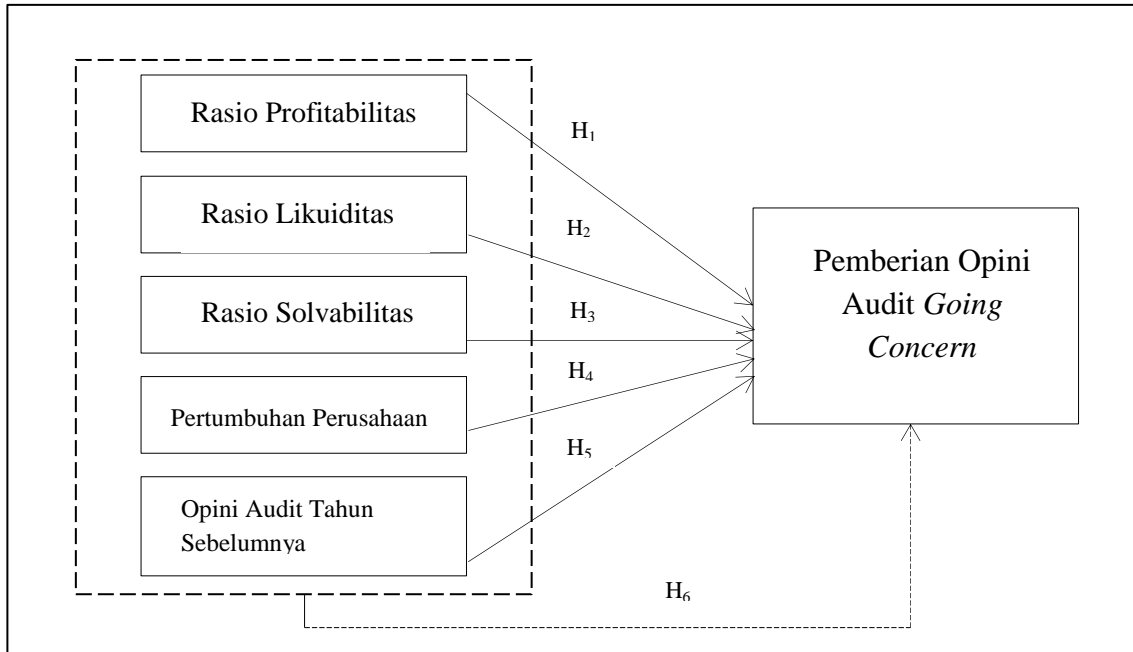 Rasio Profitabilitas
Rasio Likuiditas
Rasio Solvabilitas
Pertumbuhan Perusahaan
Opini Audit Tahun
Sebelumnya
H₁
H₂
H₃
H₄
H₅
H₆
Pemberian Opini
Audit Going
Concern